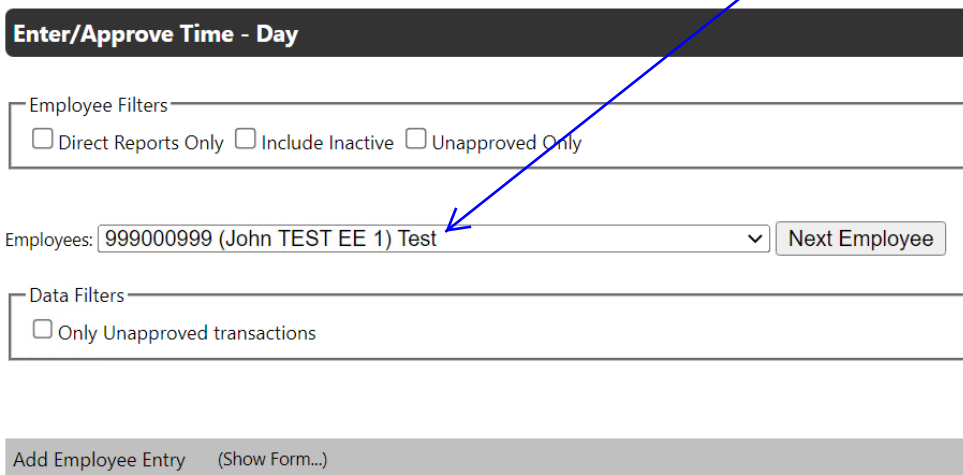 Enter/Approve Time - Day
Employee Filters
Direct Reports Only Include Inactive Unapproved Only
Employees: 999000999 (John TEST EE 1) Test Next Employee
Data Filters
Only Unapproved transactions
Add Employee Entry (Show Form...)